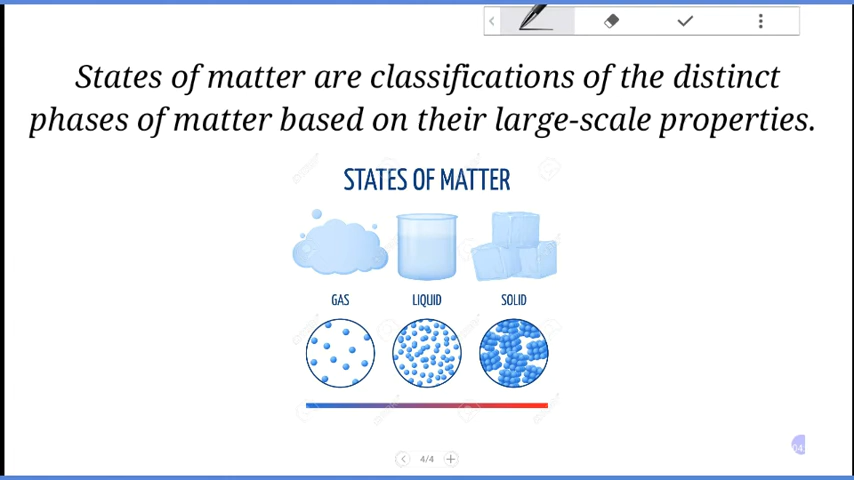 States of matter are classifications of the distinct
phases of matter based on their large-scale properties.
STATES OF MATTER
GAS LIQUID SOLID
4/4